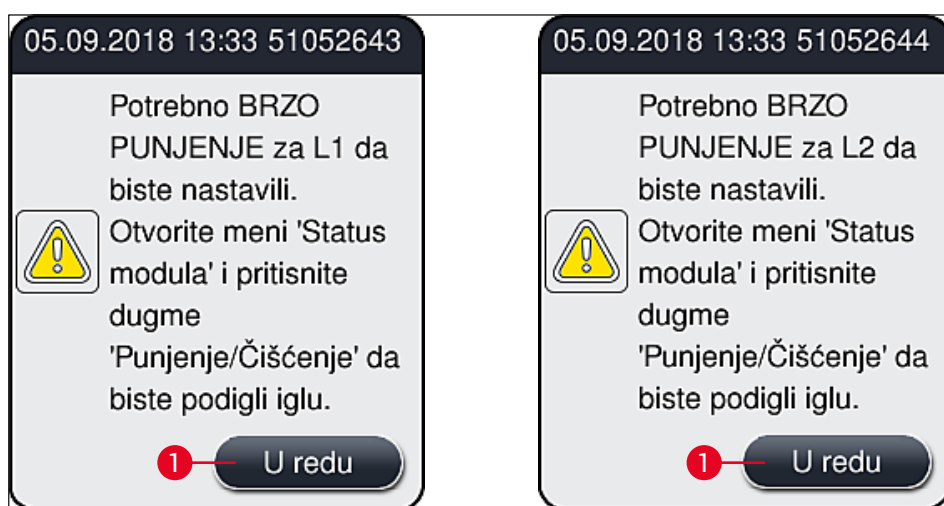 05.09.2018 13:33 51052643
Potrebno BRZO
PUNJENJE za L1 da
biste nastavili.
Otvorite meni 'Status
modula' i pritisnite
dugme
'Punjenje/Čišćenje' da
biste podigli iglu.
1
U redu
05.09.2018 13:33 51052644
Potrebno BRZO
PUNJENJE za L2 da
biste nastavili.
Otvorite meni 'Status
modula' i pritisnite
dugme
'Punjenje/Čišćenje' da
biste podigli iglu.
1
U redu